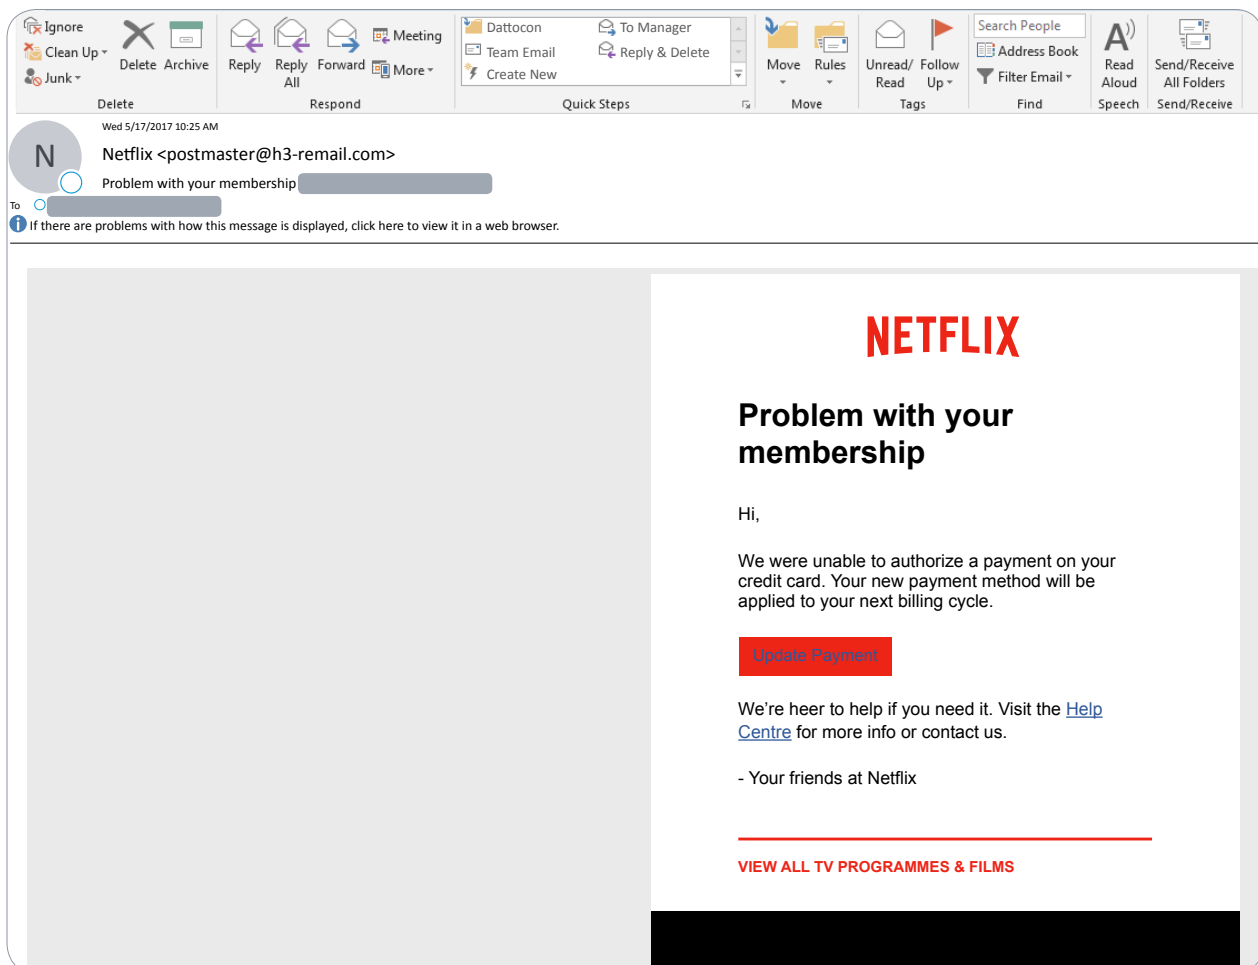 Ignore
Clean Up
Junk
Delete Archive
Delete
Reply Reply All Forward
Meeting
More
Respond
Dattocon To Manager
Team Email Reply & Delete
Create New
Quick Steps
Move Rules
Move
Unread/ Read Follow Up
Tags
Search People
Address Book
Filter Email
Find
Read Aloud
Speech
Send/Receive All Folders
Send/Receive
Wed 5/17/2017 10:25 AM
N
Netflix <postmaster@h3-remail.com>
Problem with your membership
To
If there are problems with how this message is displayed, click here to view it in a web browser.
NETFLIX
Problem with your
membership
Hi,
We were unable to authorize a payment on your
credit card. Your new payment method will be
applied to your next billing cycle.
Update Payment
We're heer to help if you need it. Visit the Help
Centre for more info or contact us.
- Your friends at Netflix
VIEW ALL TV PROGRAMMES & FILMS